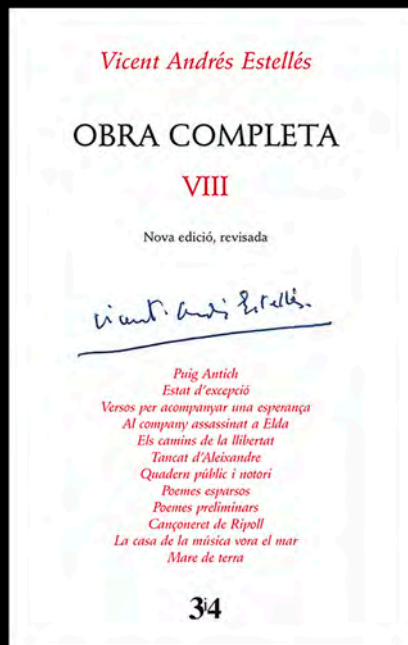 Vicent Andrés Estellés
OBRA COMPLETA
VIII
Nova edició, revisada
Vicent Andrés Estellés.
Puig Antich
Estat d'excepció
Versos per acompanyar una esperança
Al company assassinat a Elda
Els camins de la llibertat
Tancat d'Aleixandre
Quadern públic i notori
Poemes esparsos
Poemes preliminars
Cançoneret de Ripoll
La casa de la música vora el mar
Mare de terra
3i4